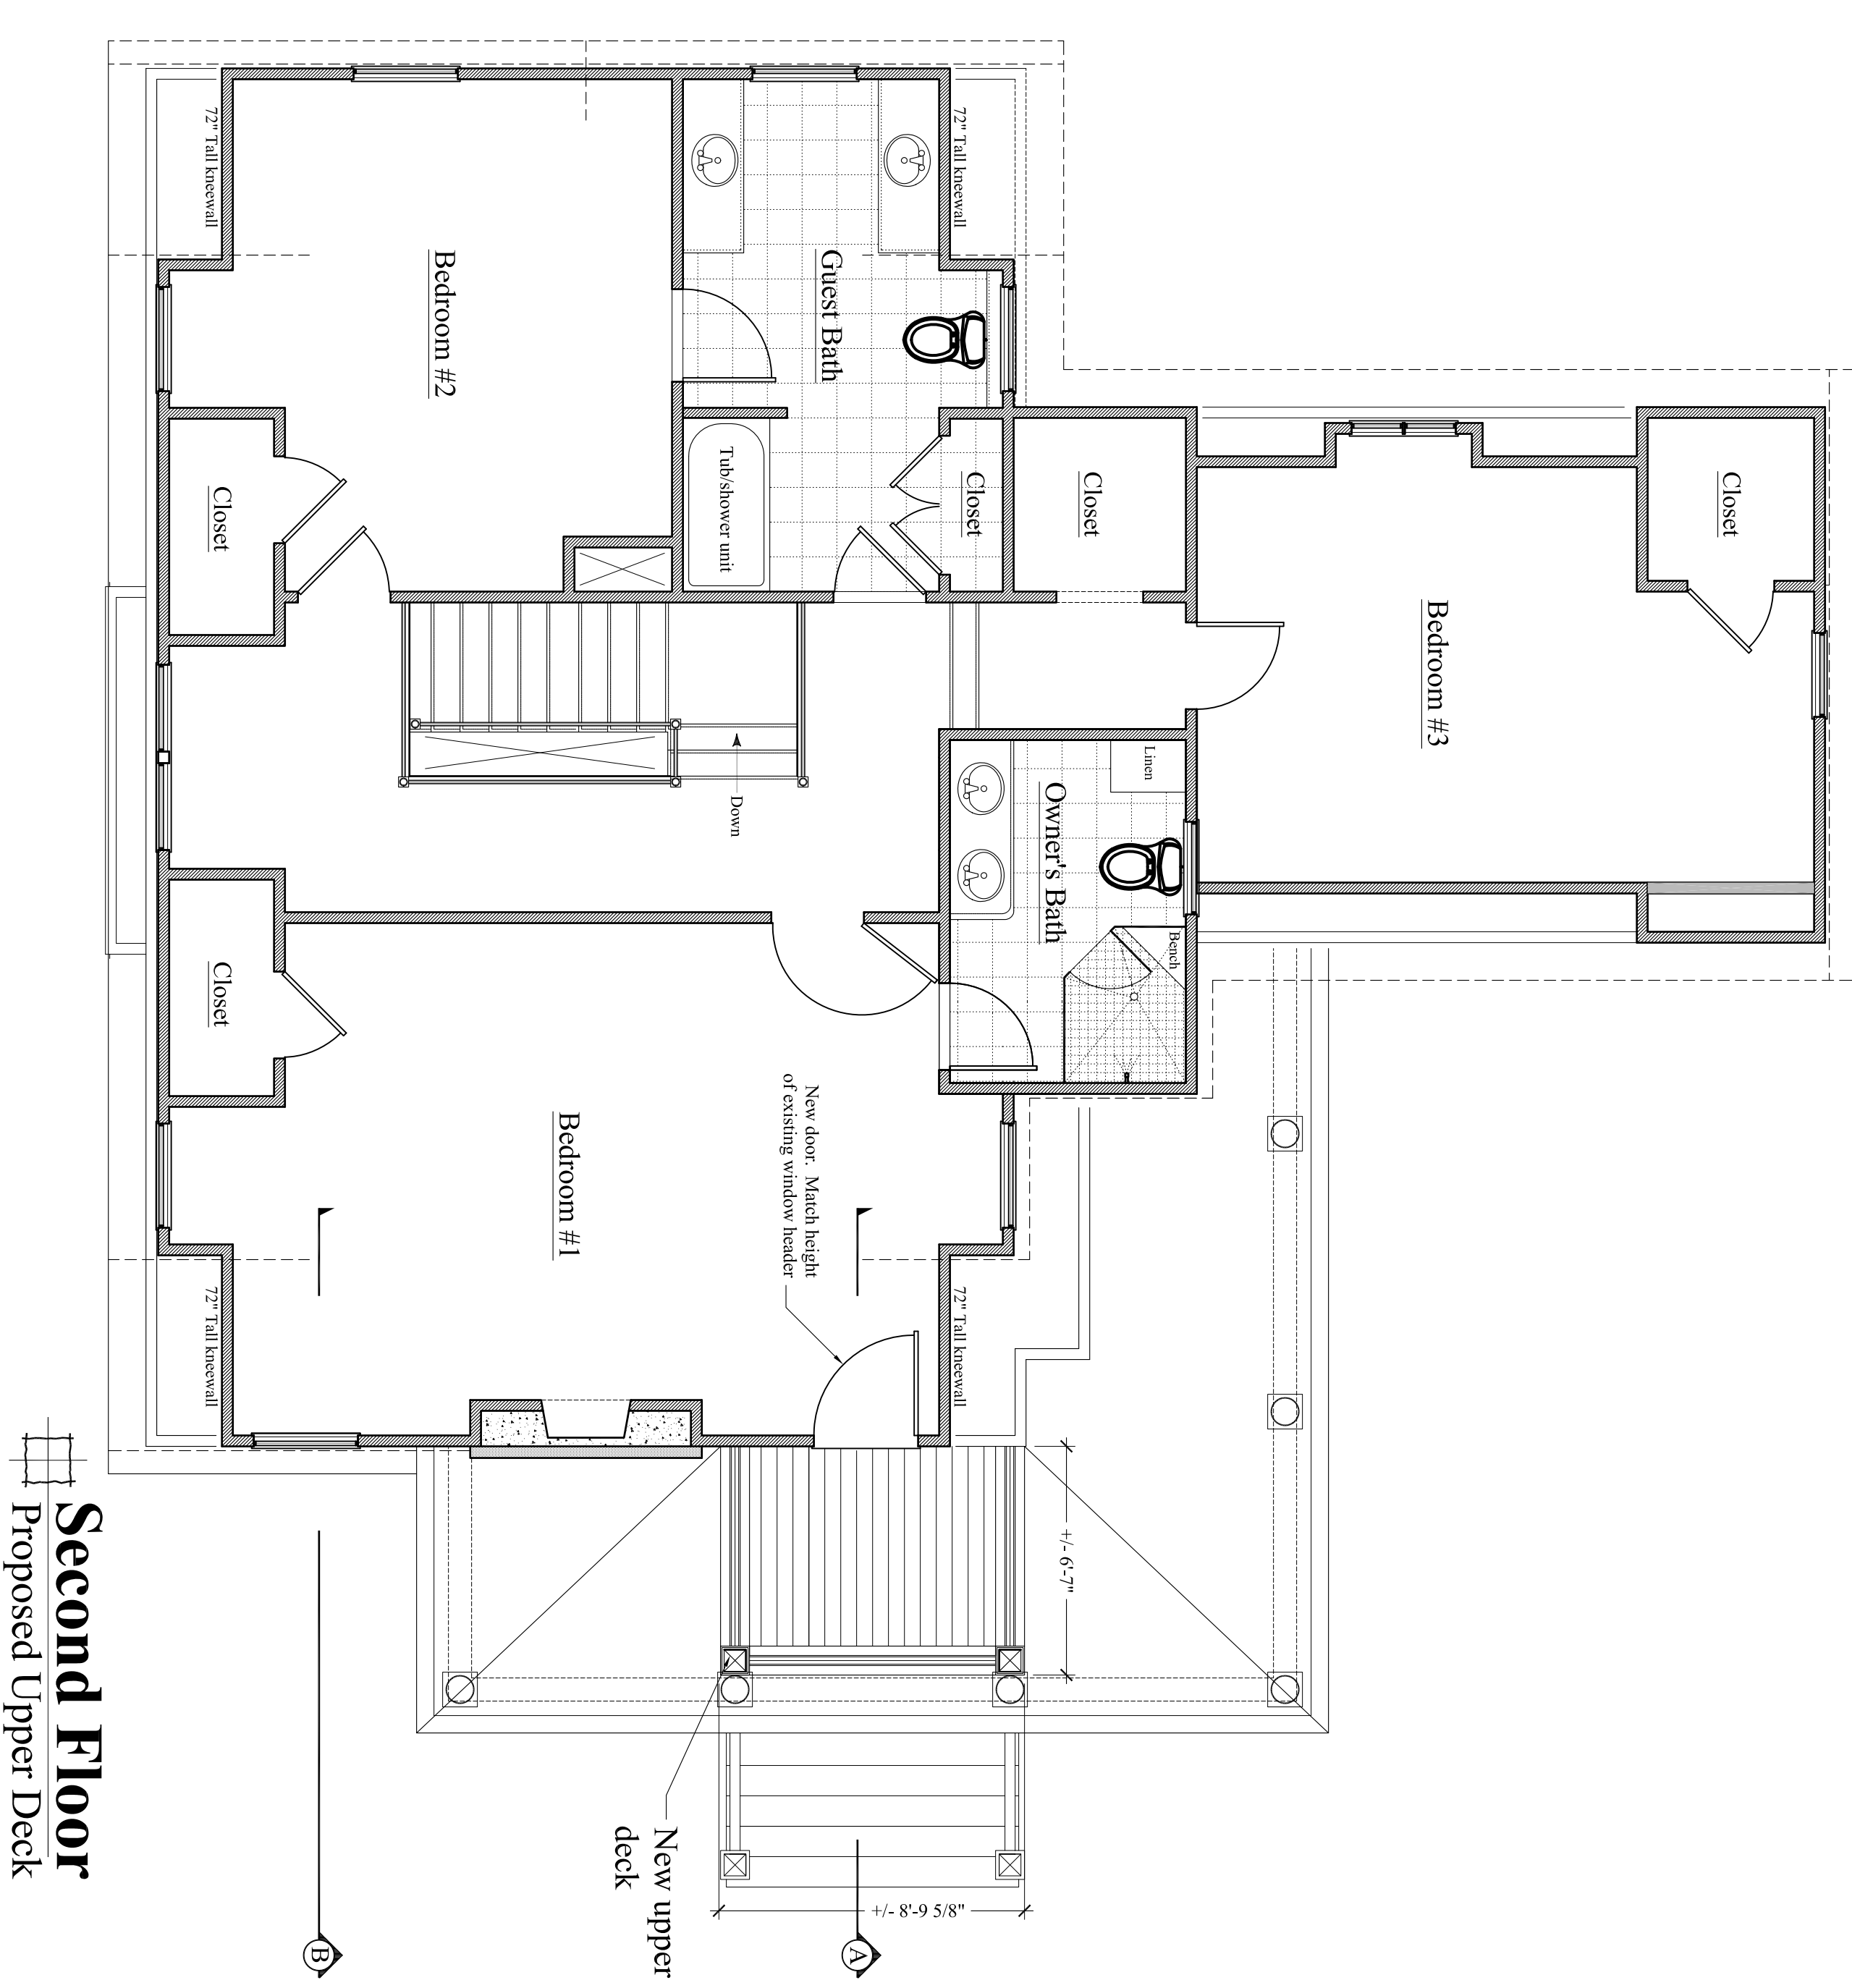 72" Tall kneewall
72" Tall kneewall
Bedroom #2
Guest Bath
Closet
Tub/shower unit
Closet
Closet
Closet
Bedroom #3
Down
Linen
Owner's Bath
Bench
Closet
Bedroom #1
New door.  Match height
of existing window header
72" Tall kneewall
72" Tall kneewall
+/- 6'-7"
New upper
deck
+/- 8'-9 5/8"
A
B
Second Floor
Proposed Upper Deck